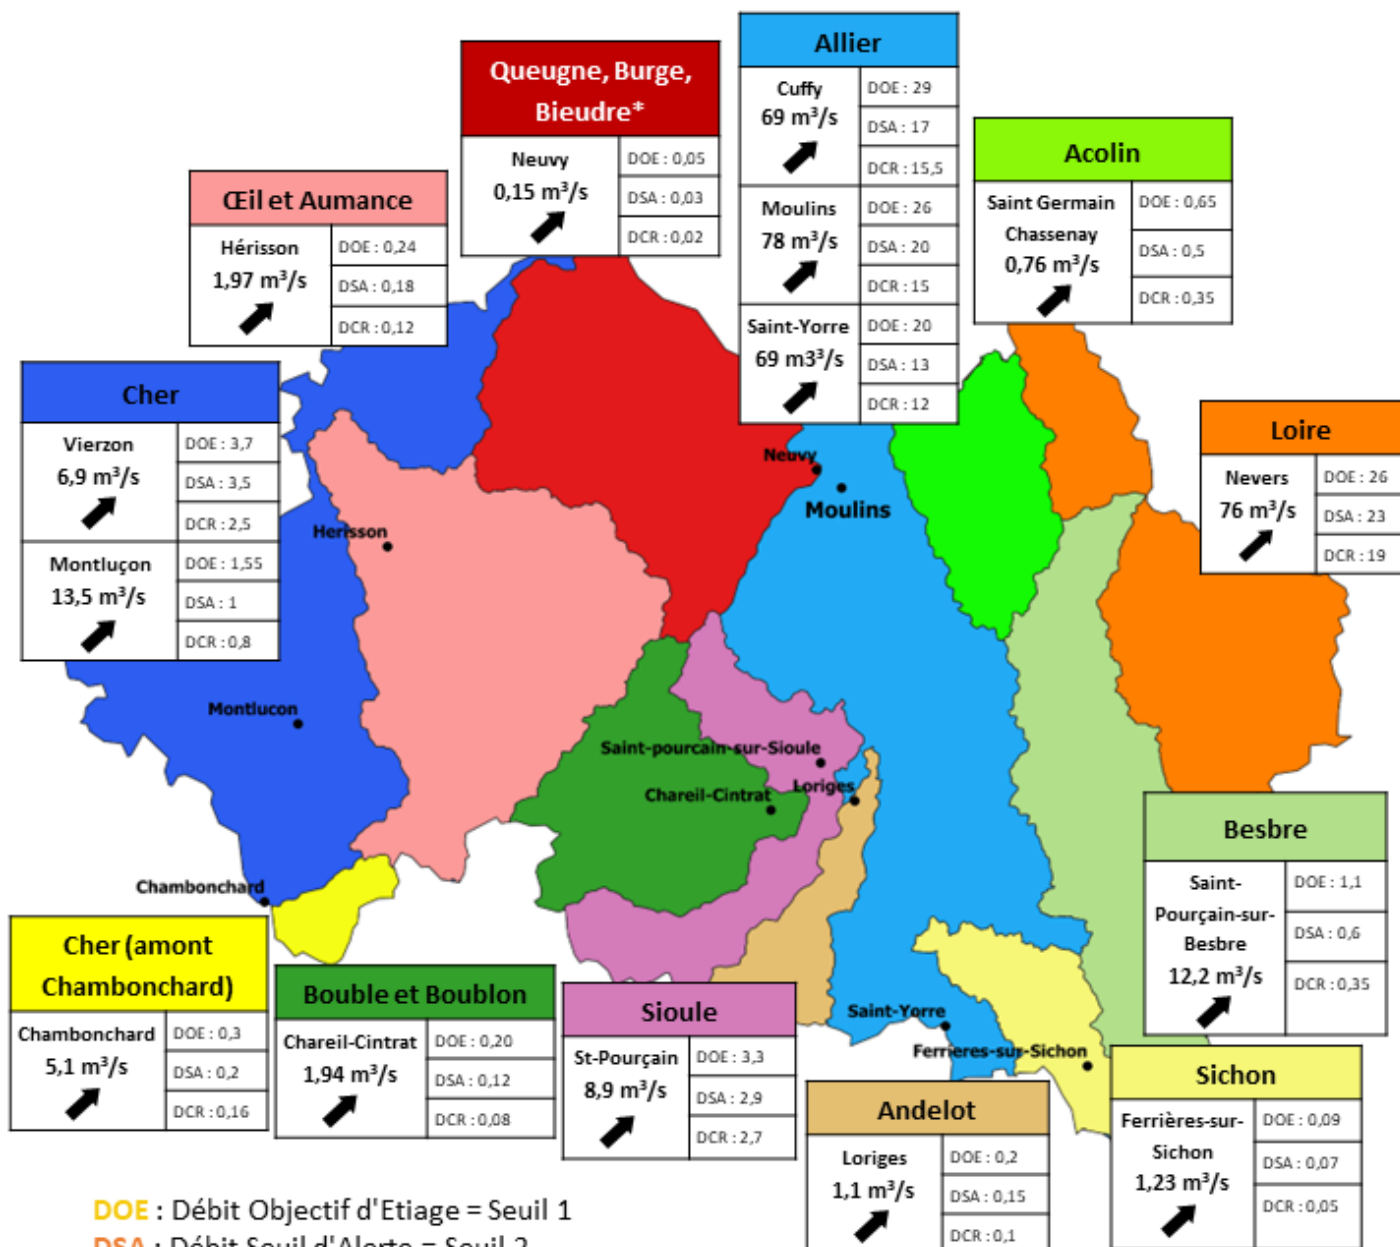 Allier
Cuffy
69 m³/s
DOE : 29
DSA : 17
DCR : 15,5
Moulins
78 m³/s
DOE : 26
DSA : 20
DCR : 15
Saint-Yorre
69 m3³/s
DOE : 20
DSA : 13
DCR : 12
Queugne, Burge,
Bieudre*
Neuvy
0,15 m³/s
DOE : 0,05
DSA : 0,03
DCR : 0,02
Acolin
Saint Germain
Chassenay
0,76 m³/s
DOE : 0,65
DSA : 0,5
DCR : 0,35
Œil et Aumance
Hérisson
1,97 m³/s
DOE : 0,24
DSA : 0,18
DCR : 0,12
Cher
Vierzon
6,9 m³/s
DOE : 3,7
DSA : 3,5
DCR : 2,5
Montluçon
13,5 m³/s
DOE : 1,55
DSA : 1
DCR : 0,8
Loire
Nevers
76 m³/s
DOE : 26
DSA : 23
DCR : 19
Neuvy
Moulins
Herisson
Montlucon
Saint-pourcain-sur-Sioule
Loriges
Chareil-Cintrat
Chambonchard
Saint-Yorre
Ferrieres-sur-Sichon
Besbre
Saint-
Pourçain-sur-
Besbre
12,2 m³/s
DOE : 1,1
DSA : 0,6
DCR : 0,35
Cher (amont
Chambonchard)
Chambonchard
5,1 m³/s
DOE : 0,3
DSA : 0,2
DCR : 0,16
Bouble et Boublon
Chareil-Cintrat
1,94 m³/s
DOE : 0,20
DSA : 0,12
DCR : 0,08
Sioule
St-Pourçain
8,9 m³/s
DOE : 3,3
DSA : 2,9
DCR : 2,7
Andelot
Loriges
1,1 m³/s
DOE : 0,2
DSA : 0,15
DCR : 0,1
Sichon
Ferrières-sur-
Sichon
1,23 m³/s
DOE : 0,09
DSA : 0,07
DCR : 0,05
DOE : Débit Objectif d'Etiage = Seuil 1
DSA : Débit Seuil d'Alerte = Seuil 2